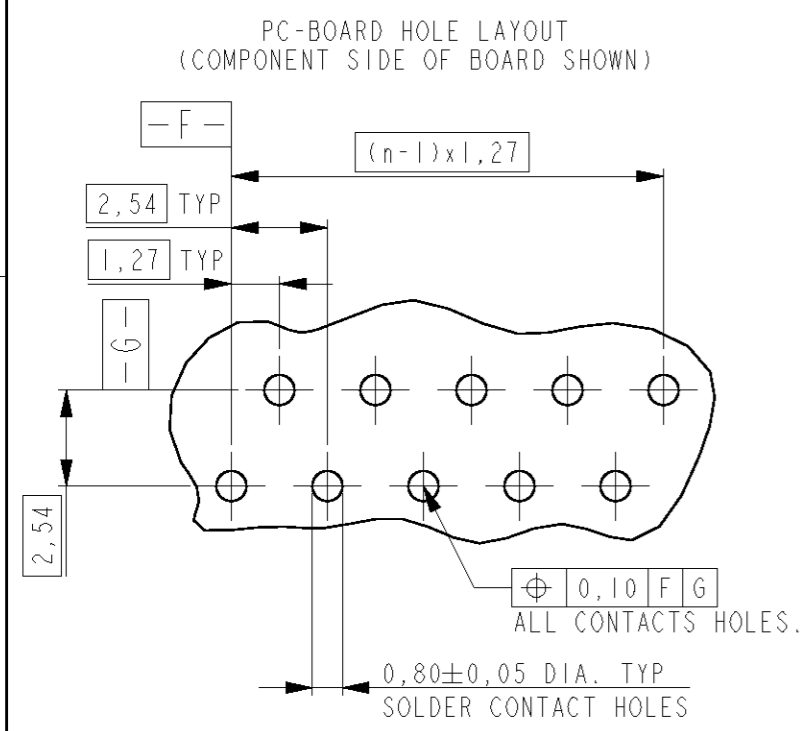 PC-BOARD HOLE LAYOUT
(COMPONENT SIDE OF BOARD SHOWN)
-F-
(n-1)x1,27
2,54 TYP
1,27 TYP
-G-
2,54
⌖ 0,10 F G
ALL CONTACTS HOLES.
0,80±0,05 DIA. TYP
SOLDER CONTACT HOLES